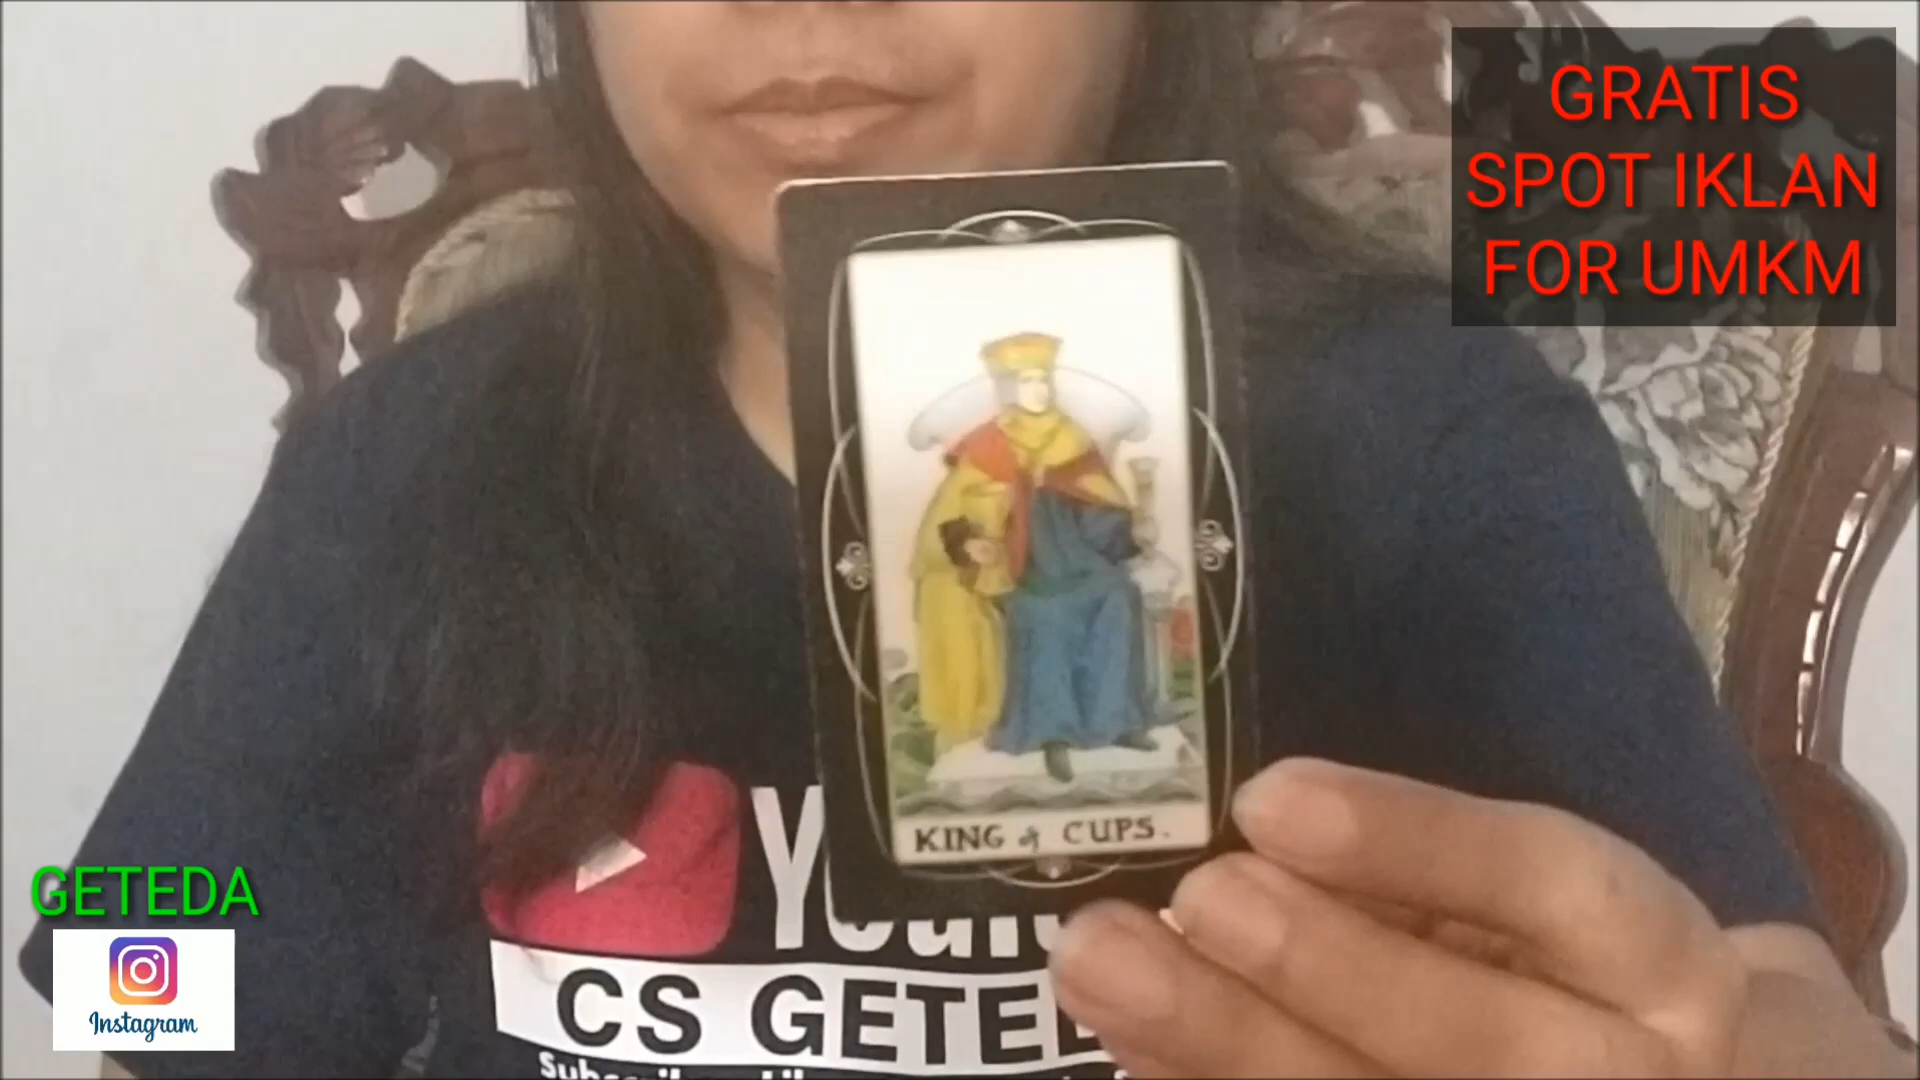 GRATIS
SPOT IKLAN
FOR UMKM
KING of CUPS.
GETEDA
Instagram
CS GETE